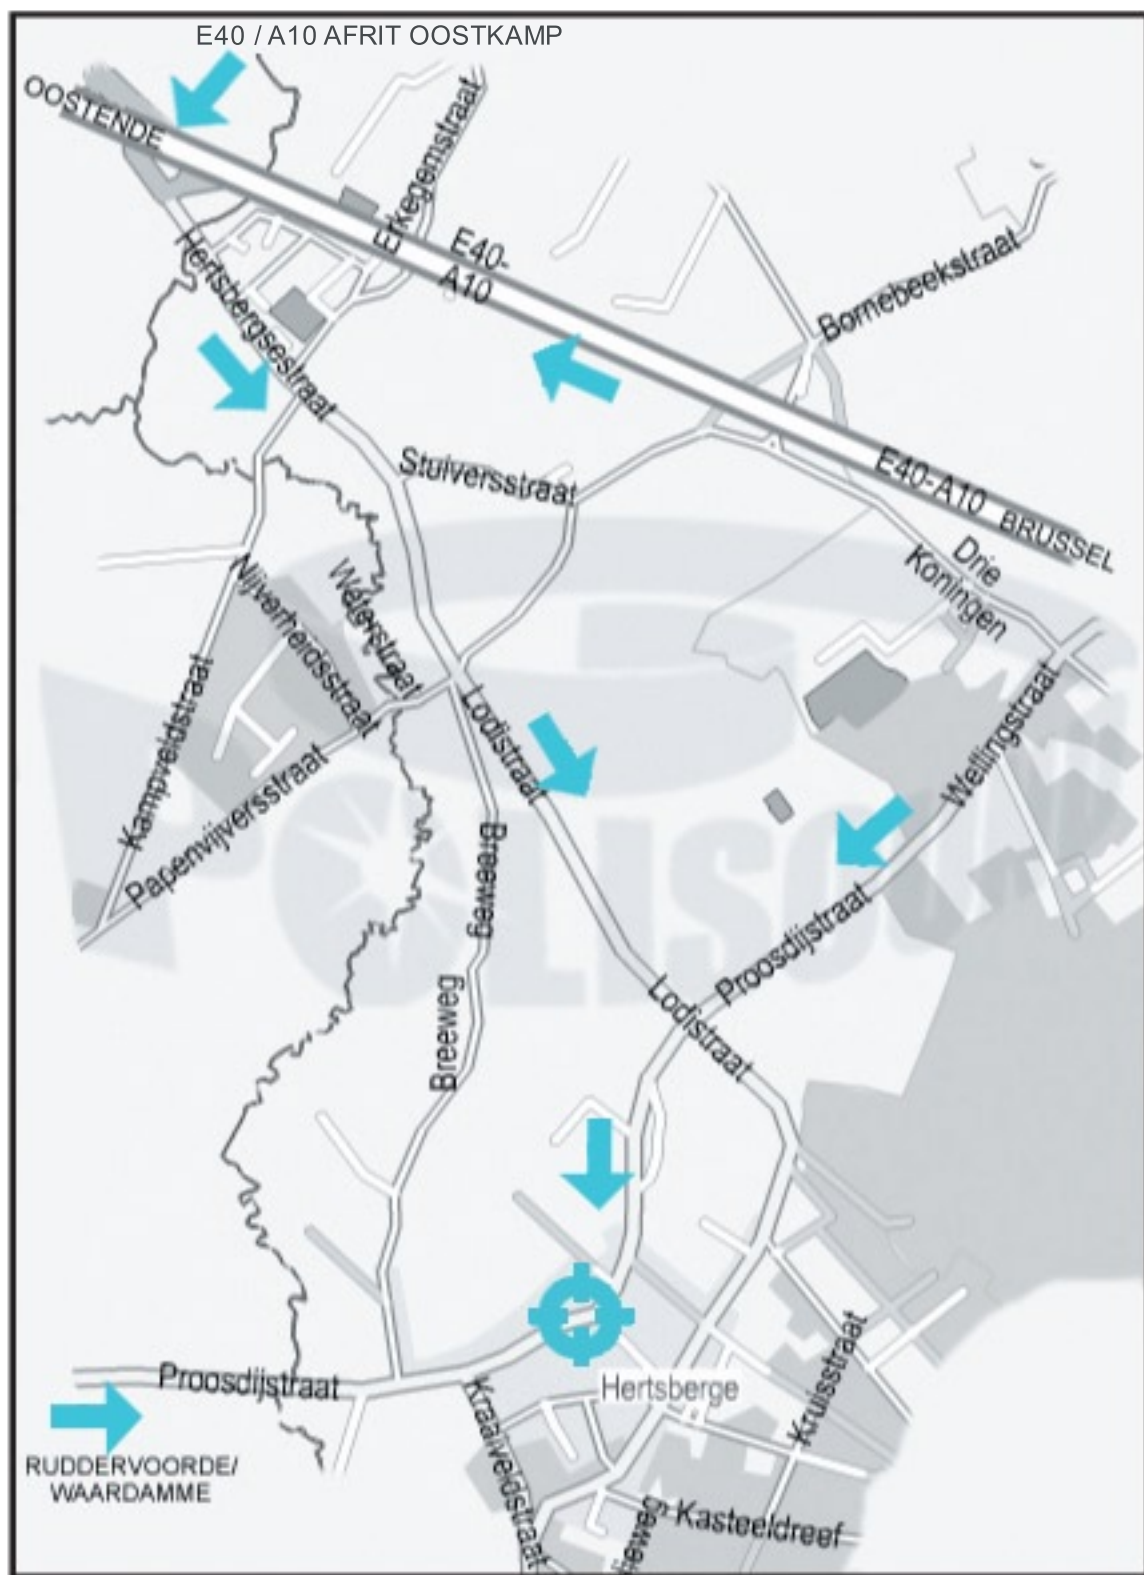 E40 / A10 AFRIT OOSTKAMP
OOSTENDE
Erkegemstraat
E40-
A10
Hertsbergsestraat
Bornebeekstraat
Stuiversstraat
E40-A10
BRUSSEL
Drie
Koningen
Nijverheidsstraat
Waterstraat
Kampveldstraat
Papenvijversstraat
Lodistraat
Wellingstraat
Breeweg
Proosdijstraat
Lodistraat
Breeweg
Proosdijstraat
Hertsberge
Kruisstraat
Kraaiveldstraat
RUDDERVOORDE/
WAARDAMME
Kasteeldreef